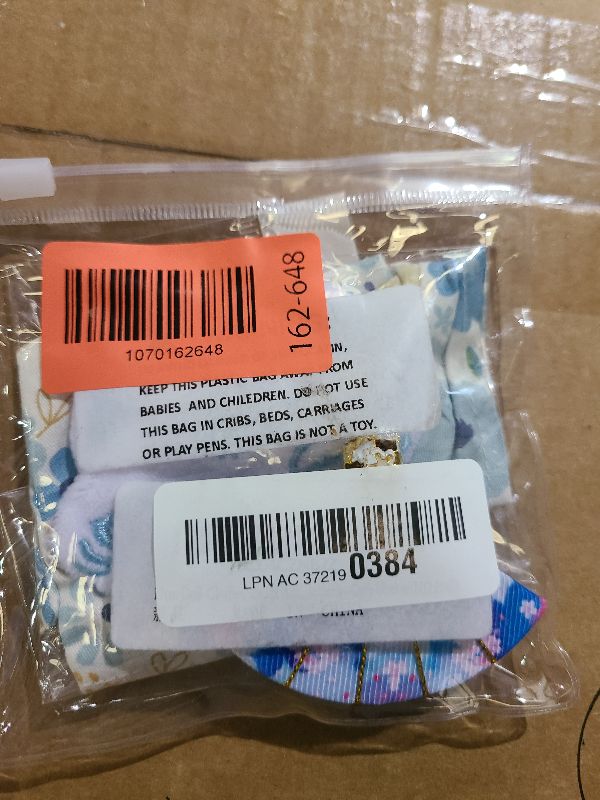 1070162648
162-648
IN,
KEEP THIS PLASTIC BAG AWAY FROM
BABIES AND CHILEDREN. DO NOT USE
THIS BAG IN CRIBS, BEDS, CARRIAGES
OR PLAY PENS. THIS BAG IS NOT A TOY.
LPN AC 37219 0384
CHINA